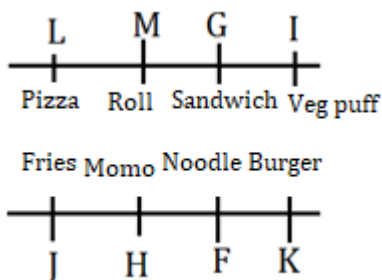 L M G I
Pizza Roll Sandwich Veg puff
Fries Momo Noodle Burger
J H F K